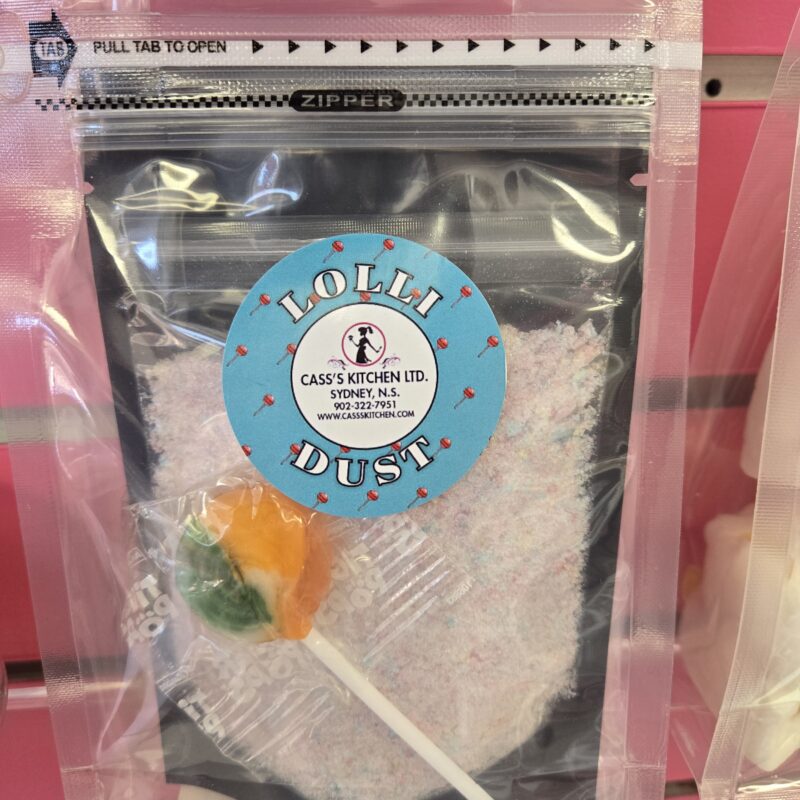 TAB
PULL TAB TO OPEN
ZIPPER
LOLLI
CASS'S KITCHEN LTD.
SYDNEY, N.S.
902-322-7951
WWW.CASSSKITCHEN.COM
DUST